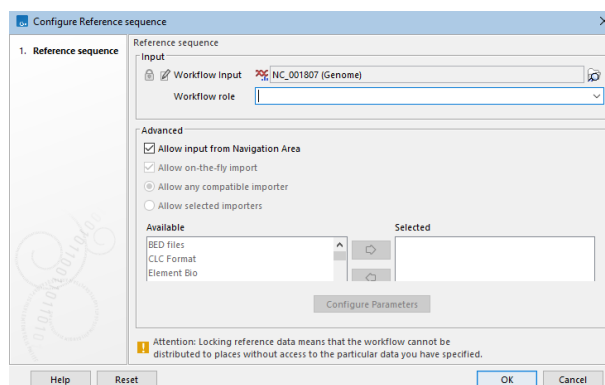 Configure Reference sequence
1. Reference sequence
Reference sequence
Input
Workflow Input NC_001807 (Genome)
Workflow role
Advanced
Allow input from Navigation Area
Allow on-the-fly import
Allow any compatible importer
Allow selected importers
Available Selected
BED files
CLC Format
Element Bio
Configure Parameters
Attention: Locking reference data means that the workflow cannot be
distributed to places without access to the particular data you have specified.
Help Reset OK Cancel